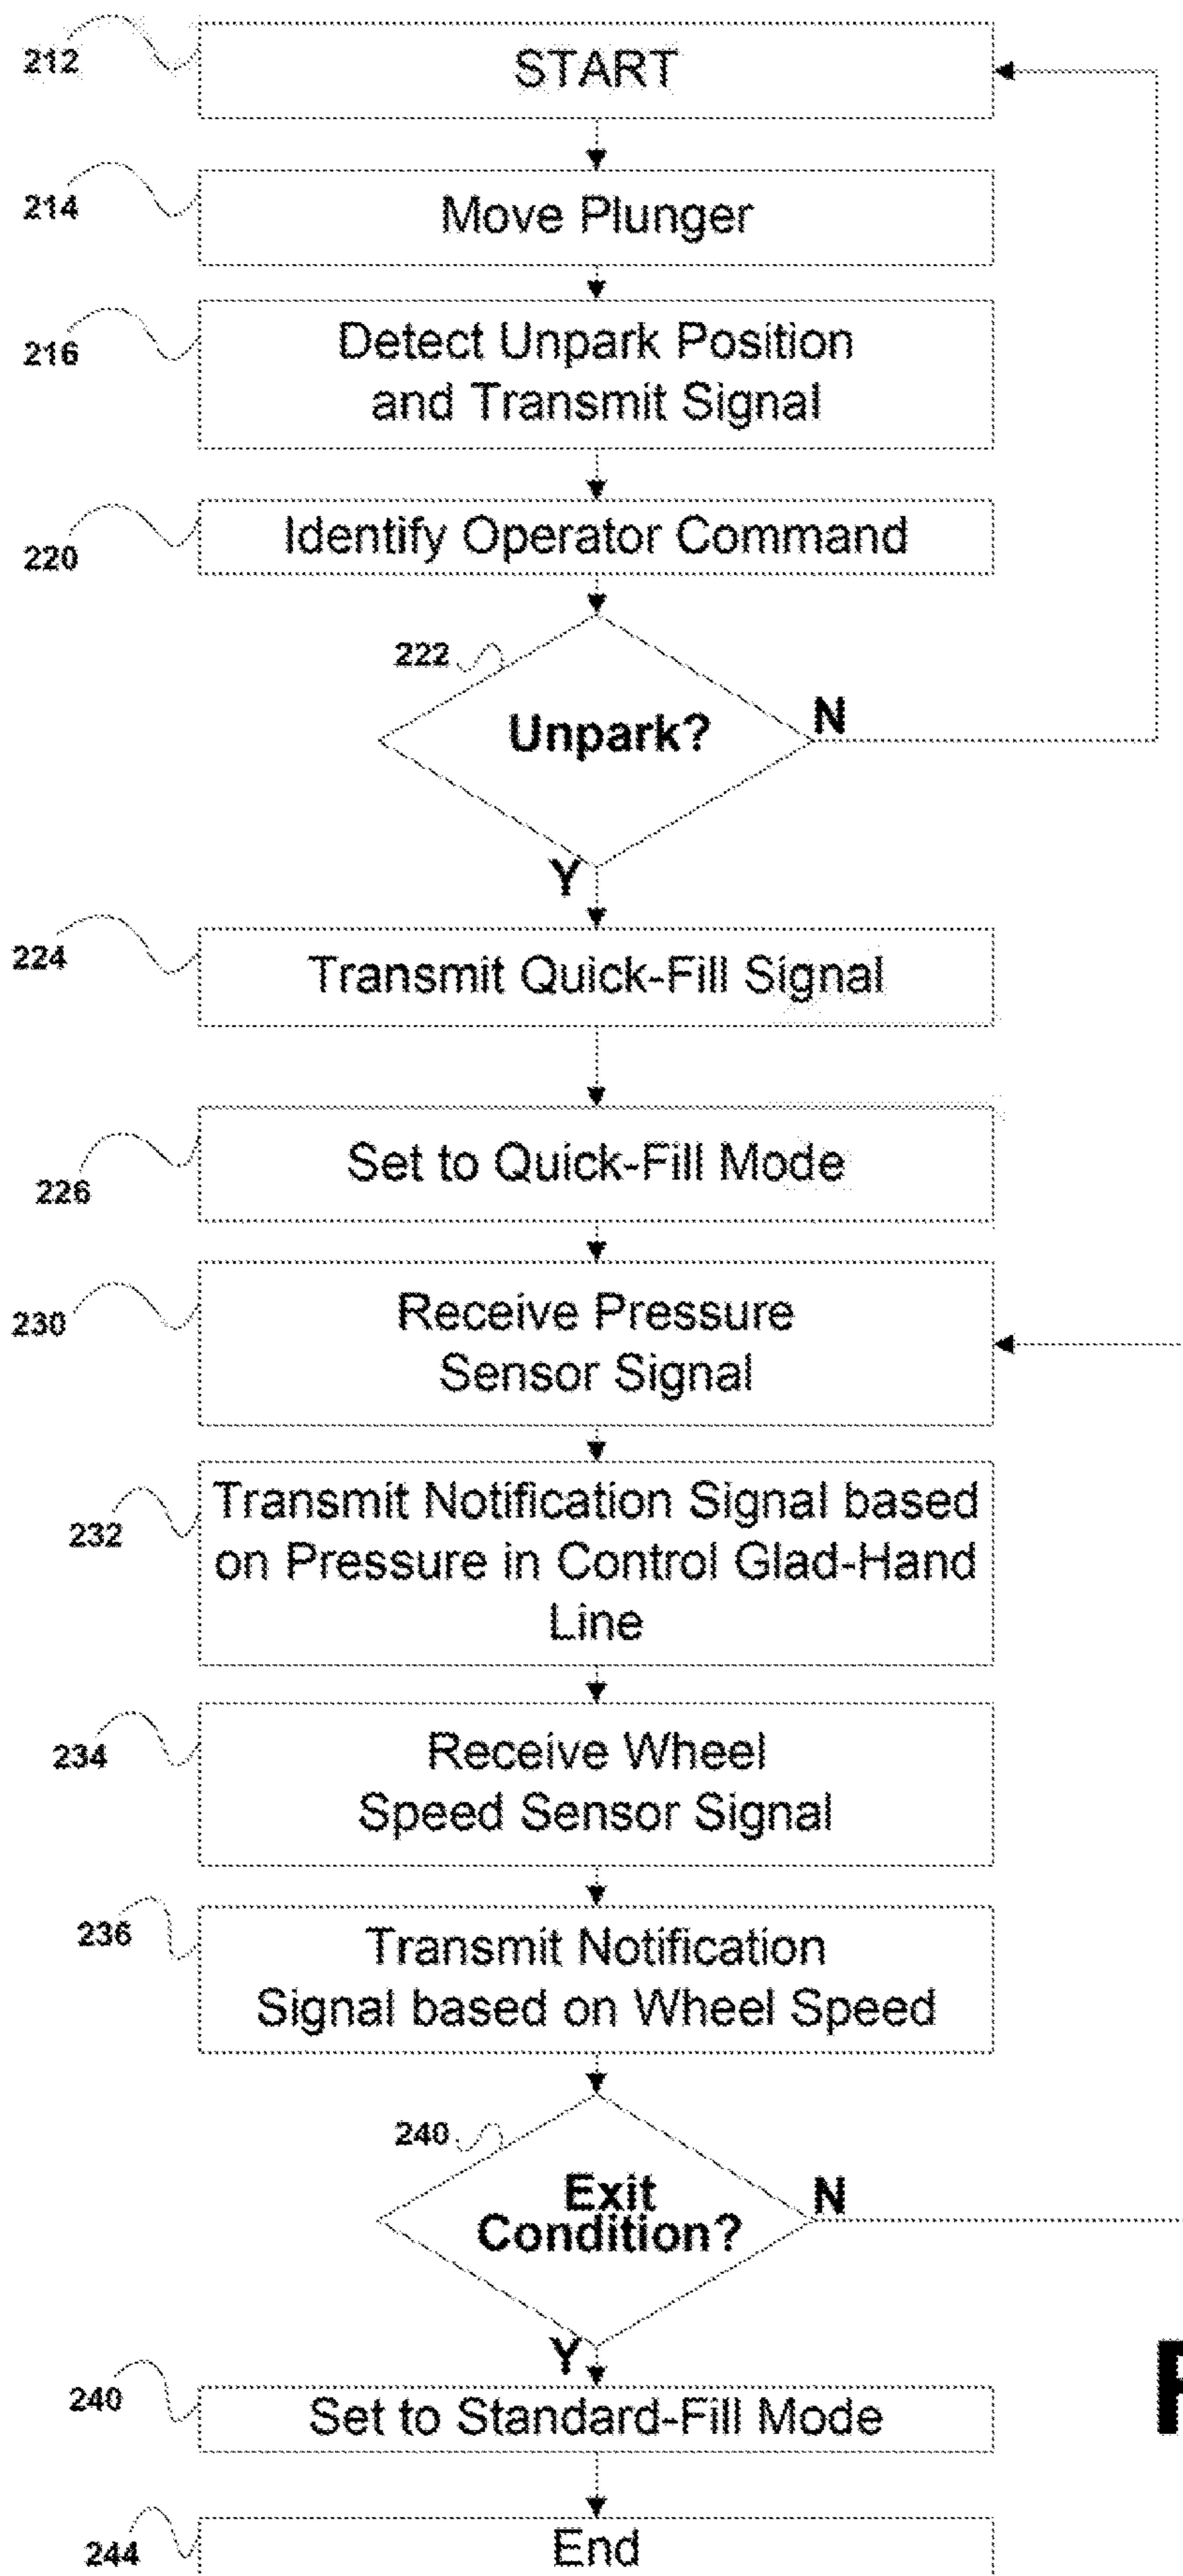 212
START
214
Move Plunger
216
Detect Unpark Position
and Transmit Signal
220
Identify Operator Command
222
Unpark?
N
Y
224
Transmit Quick-Fill Signal
226
Set to Quick-Fill Mode
230
Receive Pressure
Sensor Signal
232
Transmit Notification Signal based
on Pressure in Control Glad-Hand
Line
234
Receive Wheel
Speed Sensor Signal
236
Transmit Notification
Signal based on Wheel Speed
240
Exit
Condition?
N
Y
240
Set to Standard-Fill Mode
244
End